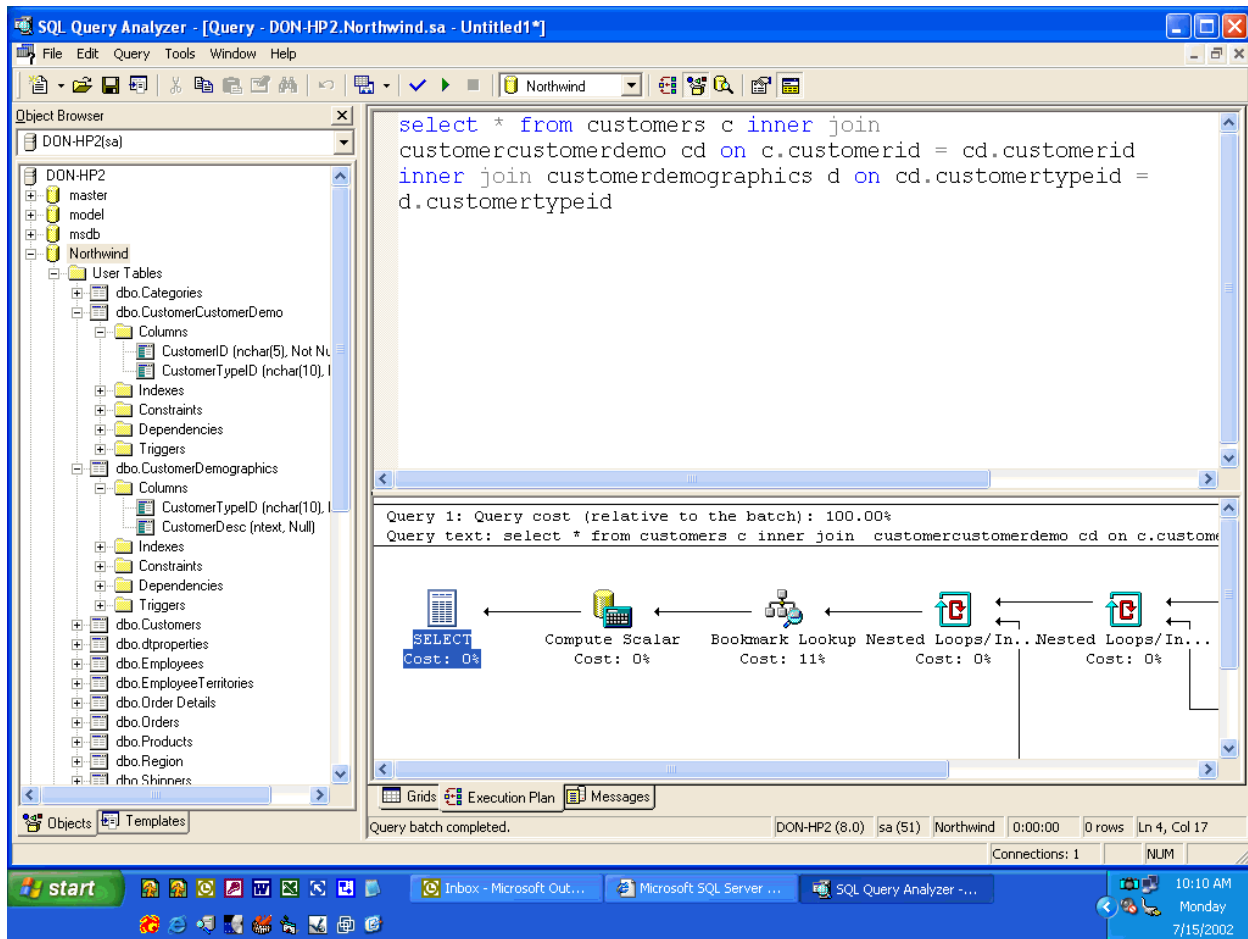 SQL Query Analyzer - [Query - DON-HP2.Northwind.sa - Untitled1*]
File Edit Query Tools Window Help
Northwind
Object Browser
DON-HP2(sa)
DON-HP2
master
model
msdb
Northwind
User Tables
dbo.Categories
dbo.CustomerCustomerDemo
Columns
CustomerID (nchar(5), Not Nu
CustomerTypeID (nchar(10), I
Indexes
Constraints
Dependencies
Triggers
dbo.CustomerDemographics
Columns
CustomerTypeID (nchar(10), I
CustomerDesc (ntext, Null)
Indexes
Constraints
Dependencies
Triggers
dbo.Customers
dbo.dtproperties
dbo.Employees
dbo.EmployeeTerritories
dbo.Order Details
dbo.Orders
dbo.Products
dbo.Region
dbo.Shippers
Objects Templates
select * from customers c inner join
customercustomerdemo cd on c.customerid = cd.customerid
inner join customerdemographics d on cd.customertypeid =
d.customertypeid
Query 1: Query cost (relative to the batch): 100.00%
Query text: select * from customers c inner join customercustomerdemo cd on c.custome
SELECT Compute Scalar Bookmark Lookup Nested Loops/In... Nested Loops/In...
Cost: 0% Cost: 0% Cost: 11% Cost: 0% Cost: 0%
Grids Execution Plan Messages
Query batch completed. DON-HP2 (8.0) sa (51) Northwind 0:00:00 0 rows Ln 4, Col 17
Connections: 1 NUM
start Inbox - Microsoft Out... Microsoft SQL Server ... SQL Query Analyzer -... 10:10 AM
Monday
7/15/2002